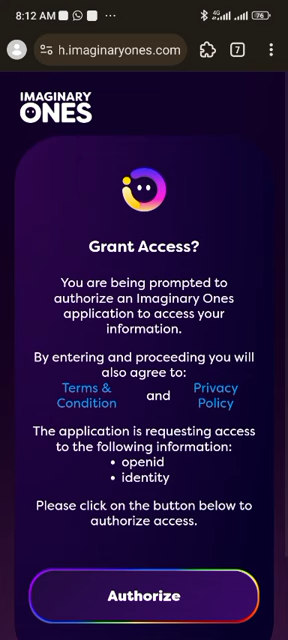 8:12 AM
4G
76
h.imaginaryones.com
7
IMAGINARY
ONES
Grant Access?
You are being prompted to
authorize an Imaginary Ones
application to access your
information.
By entering and proceeding you will
also agree to:
Terms &
Condition
and
Privacy
Policy
The application is requesting access
to the following information:
• openid
• identity
Please click on the button below to
authorize access.
Authorize